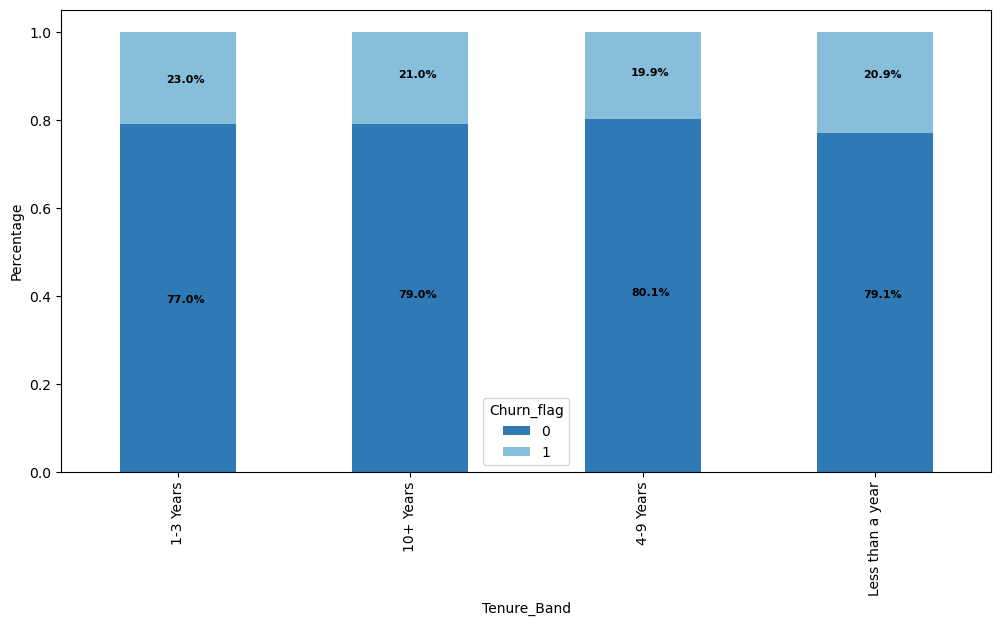 1.0
0.8
0.6
0.4
0.2
0.0
Percentage
23.0%
21.0%
19.9%
20.9%
77.0%
79.0%
80.1%
79.1%
Churn_flag
0
1
1-3 Years
10+ Years
4-9 Years
Less than a year
Tenure_Band